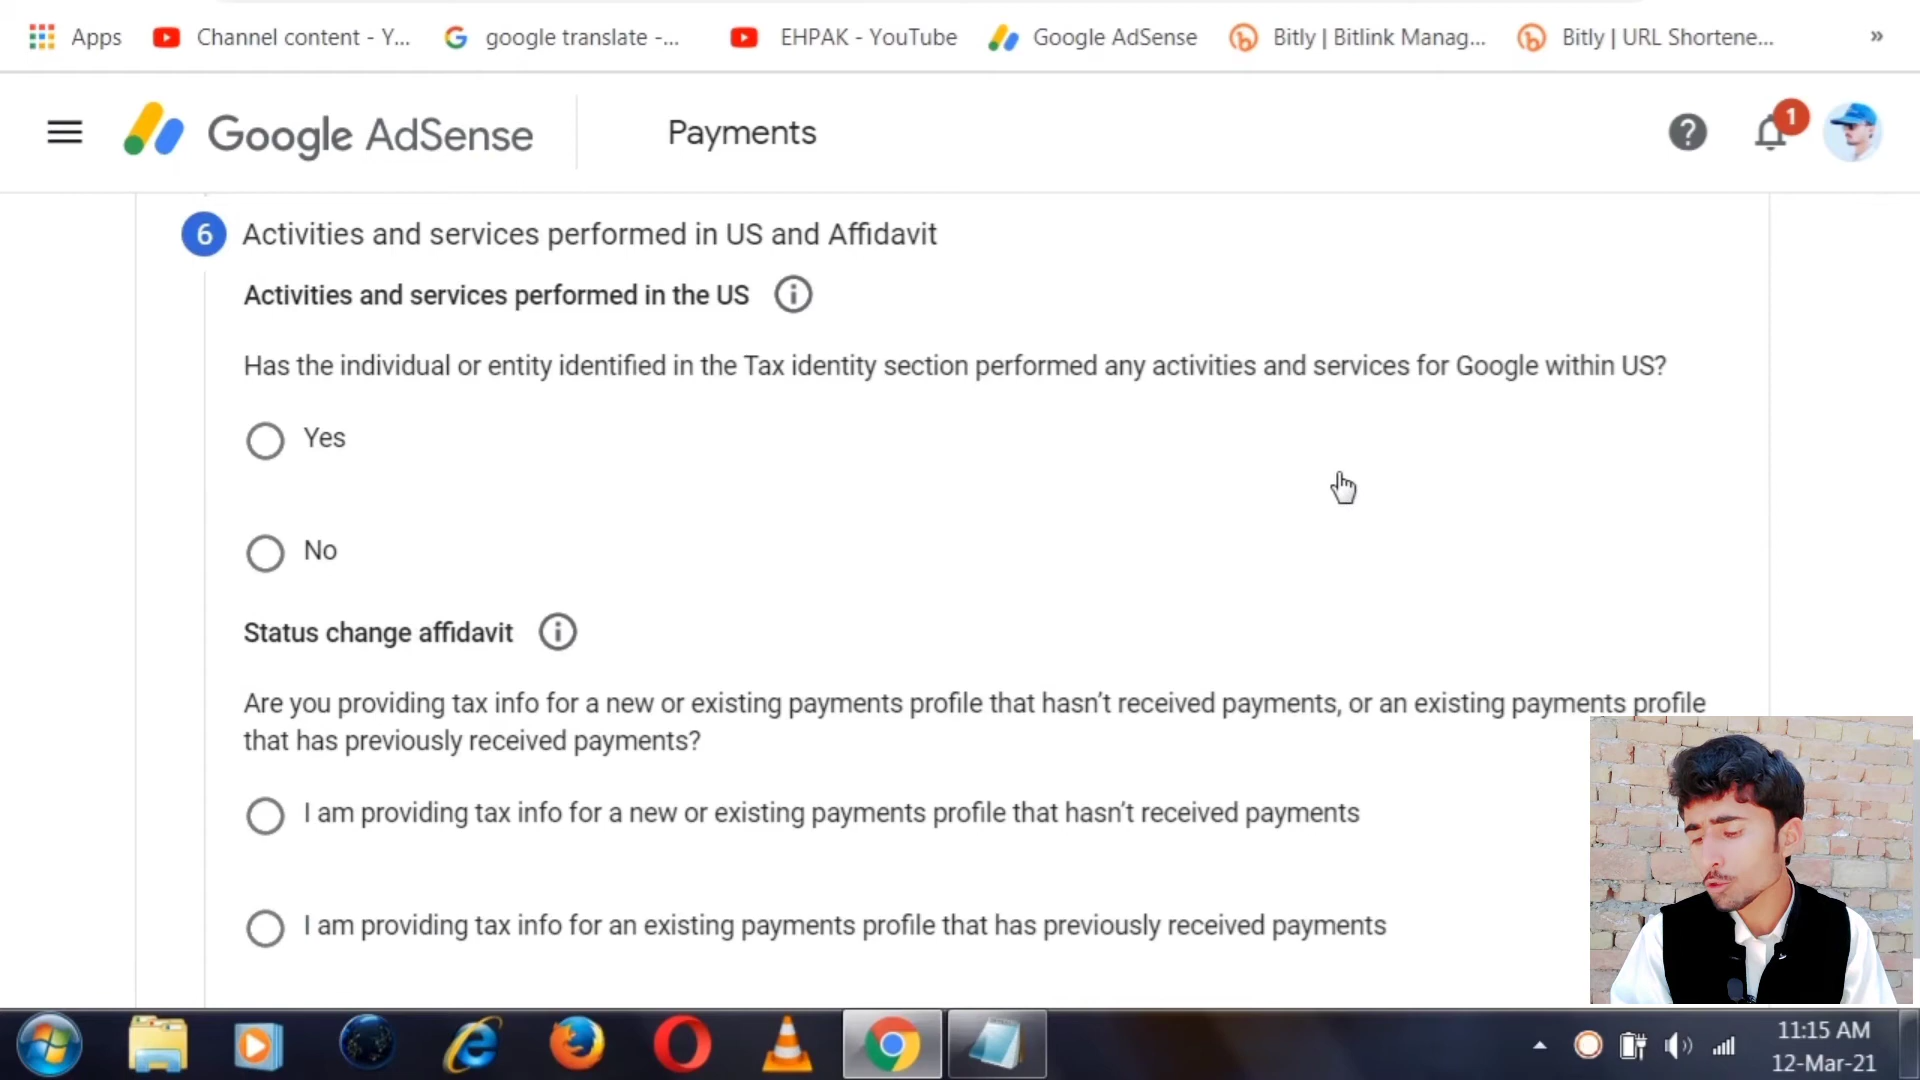 Apps
Channel content - Y...
google translate -...
EHPAK - YouTube
Google AdSense
Bitly | Bitlink Manag...
Bitly | URL Shortene...
»
Google AdSense
Payments
?
1
6
Activities and services performed in US and Affidavit
Activities and services performed in the US
Has the individual or entity identified in the Tax identity section performed any activities and services for Google within US?
Yes
No
Status change affidavit
Are you providing tax info for a new or existing payments profile that hasn't received payments, or an existing payments profile
that has previously received payments?
I am providing tax info for a new or existing payments profile that hasn't received payments
I am providing tax info for an existing payments profile that has previously received payments
11:15 AM
12-Mar-21